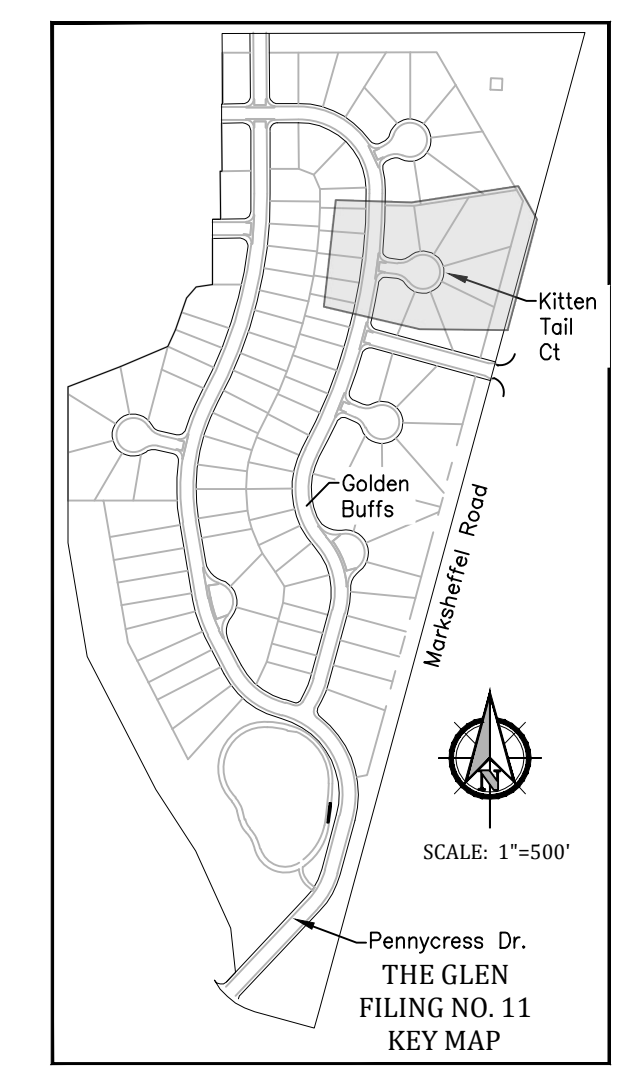 Kitten
Tail
Ct
Golden
Buffs
Marksheffel Road
N
SCALE: 1"=500'
Pennycress Dr.
THE GLEN
FILING NO. 11
KEY MAP